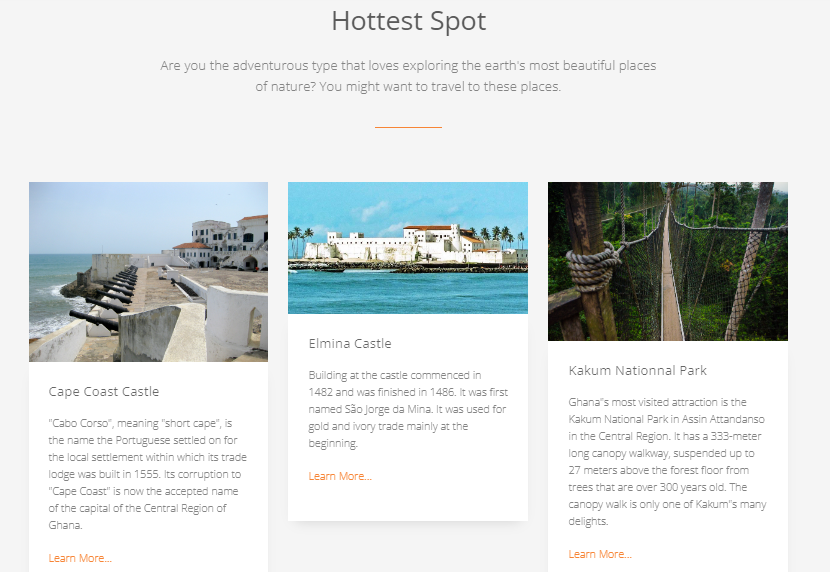 Hottest Spot
Are you the adventurous type that loves exploring the earth's most beautiful places
of nature? You might want to travel to these places.
Cape Coast Castle
"Cabo Corso", meaning "short cape", is
the name the Portuguese settled on for
the local settlement within which its trade
lodge was built in 1555. Its corruption to
"Cape Coast" is now the accepted name
of the capital of the Central Region of
Ghana.
Learn More...
Elmina Castle
Building at the castle commenced in
1482 and was finished in 1486. It was first
named São Jorge da Mina. It was used for
gold and ivory trade mainly at the
beginning.
Learn More...
Kakum Nationnal Park
Ghana"s most visited attraction is the
Kakum National Park in Assin Attandanso
in the Central Region. It has a 333-meter
long canopy walkway, suspended up to
27 meters above the forest floor from
trees that are over 300 years old. The
canopy walk is only one of Kakum"s many
delights.
Learn More...